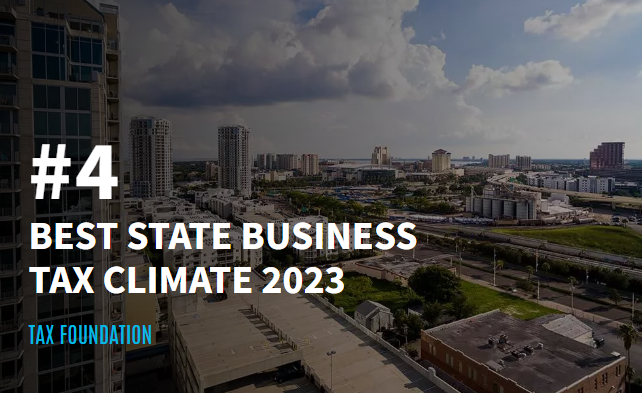 #4
BEST STATE BUSINESS
TAX CLIMATE 2023
TAX FOUNDATION